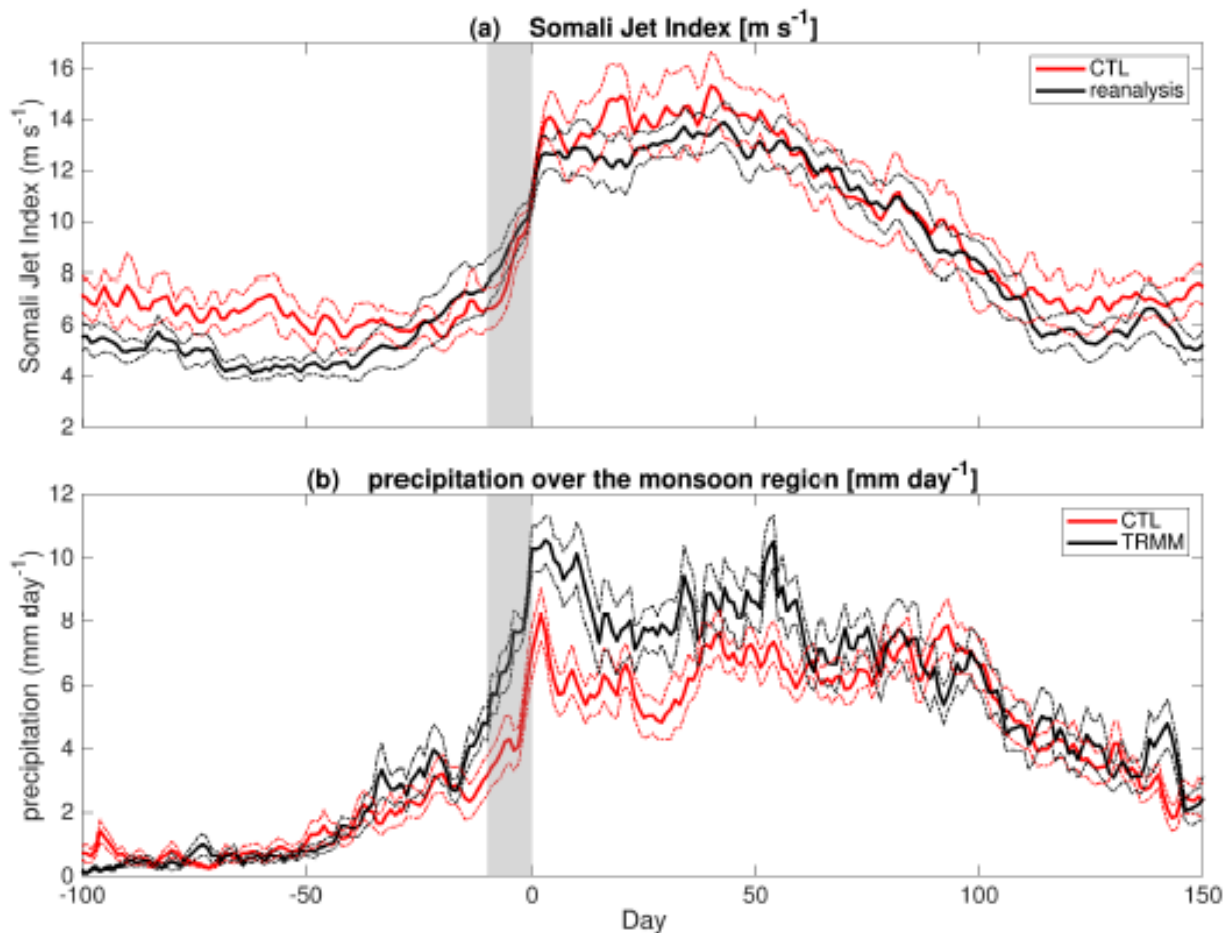 (a) Somali Jet Index [m s⁻¹]
16
14
12
10
8
6
4
2
Somali Jet Index (m s⁻¹)
CTL
reanalysis
(b) precipitation over the monsoon region [mm day⁻¹]
12
10
8
6
4
2
0
precipitation (mm day⁻¹)
CTL
TRMM
-100 -50 0 50 100 150
Day